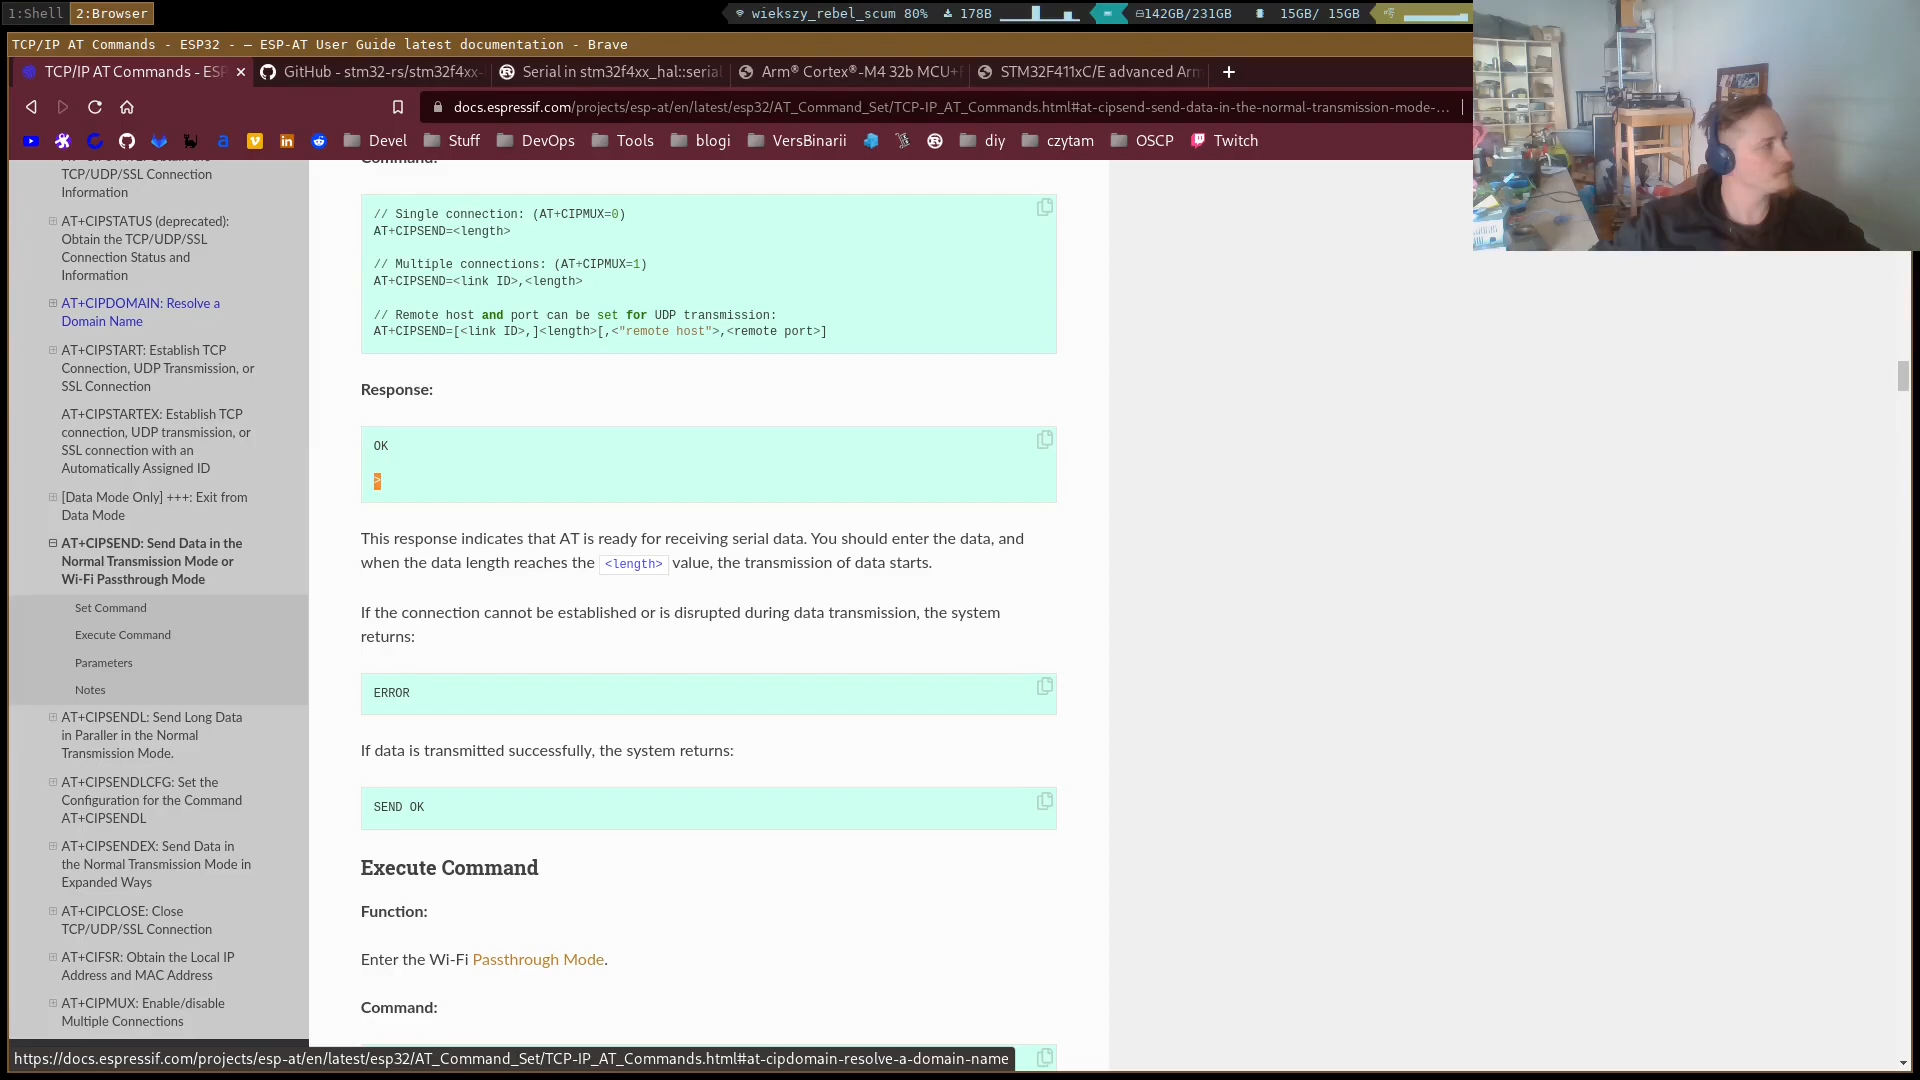 1:Shell 2:Browser
wiekszy_rebel_scum 80% 178B 142GB/231GB 15GB/ 15GB
TCP/IP AT Commands - ESP32 - — ESP-AT User Guide latest documentation - Brave
TCP/IP AT Commands - ESP × GitHub - stm32-rs/stm32f4xx- Serial in stm32f4xx_hal::serial Arm® Cortex®-M4 32b MCU+F STM32F411xC/E advanced Arm +
docs.espressif.com/projects/esp-at/en/latest/esp32/AT_Command_Set/TCP-IP_AT_Commands.html#at-cipsend-send-data-in-the-normal-transmission-mode-...
Devel Stuff DevOps Tools blogi VersBinarii diy czytam OSCP Twitch
TCP/UDP/SSL Connection
Information
AT+CIPSTATUS (deprecated):
Obtain the TCP/UDP/SSL
Connection Status and
Information
AT+CIPDOMAIN: Resolve a
Domain Name
AT+CIPSTART: Establish TCP
Connection, UDP Transmission, or
SSL Connection
AT+CIPSTARTEX: Establish TCP
connection, UDP transmission, or
SSL connection with an
Automatically Assigned ID
[Data Mode Only] +++: Exit from
Data Mode
AT+CIPSEND: Send Data in the
Normal Transmission Mode or
Wi-Fi Passthrough Mode
Set Command
Execute Command
Parameters
Notes
AT+CIPSENDL: Send Long Data
in Paraller in the Normal
Transmission Mode.
AT+CIPSENDLCFG: Set the
Configuration for the Command
AT+CIPSENDL
AT+CIPSENDEX: Send Data in
the Normal Transmission Mode in
Expanded Ways
AT+CIPCLOSE: Close
TCP/UDP/SSL Connection
AT+CIFSR: Obtain the Local IP
Address and MAC Address
AT+CIPMUX: Enable/disable
Multiple Connections
Command:
// Single connection: (AT+CIPMUX=0)
AT+CIPSEND=<length>
// Multiple connections: (AT+CIPMUX=1)
AT+CIPSEND=<link ID>,<length>
// Remote host and port can be set for UDP transmission:
AT+CIPSEND=[<link ID>,]<length>[,<"remote host">,<remote port>]
Response:
OK
>
This response indicates that AT is ready for receiving serial data. You should enter the data, and
when the data length reaches the <length> value, the transmission of data starts.
If the connection cannot be established or is disrupted during data transmission, the system
returns:
ERROR
If data is transmitted successfully, the system returns:
SEND OK
Execute Command
Function:
Enter the Wi-Fi Passthrough Mode.
Command:
https://docs.espressif.com/projects/esp-at/en/latest/esp32/AT_Command_Set/TCP-IP_AT_Commands.html#at-cipdomain-resolve-a-domain-name